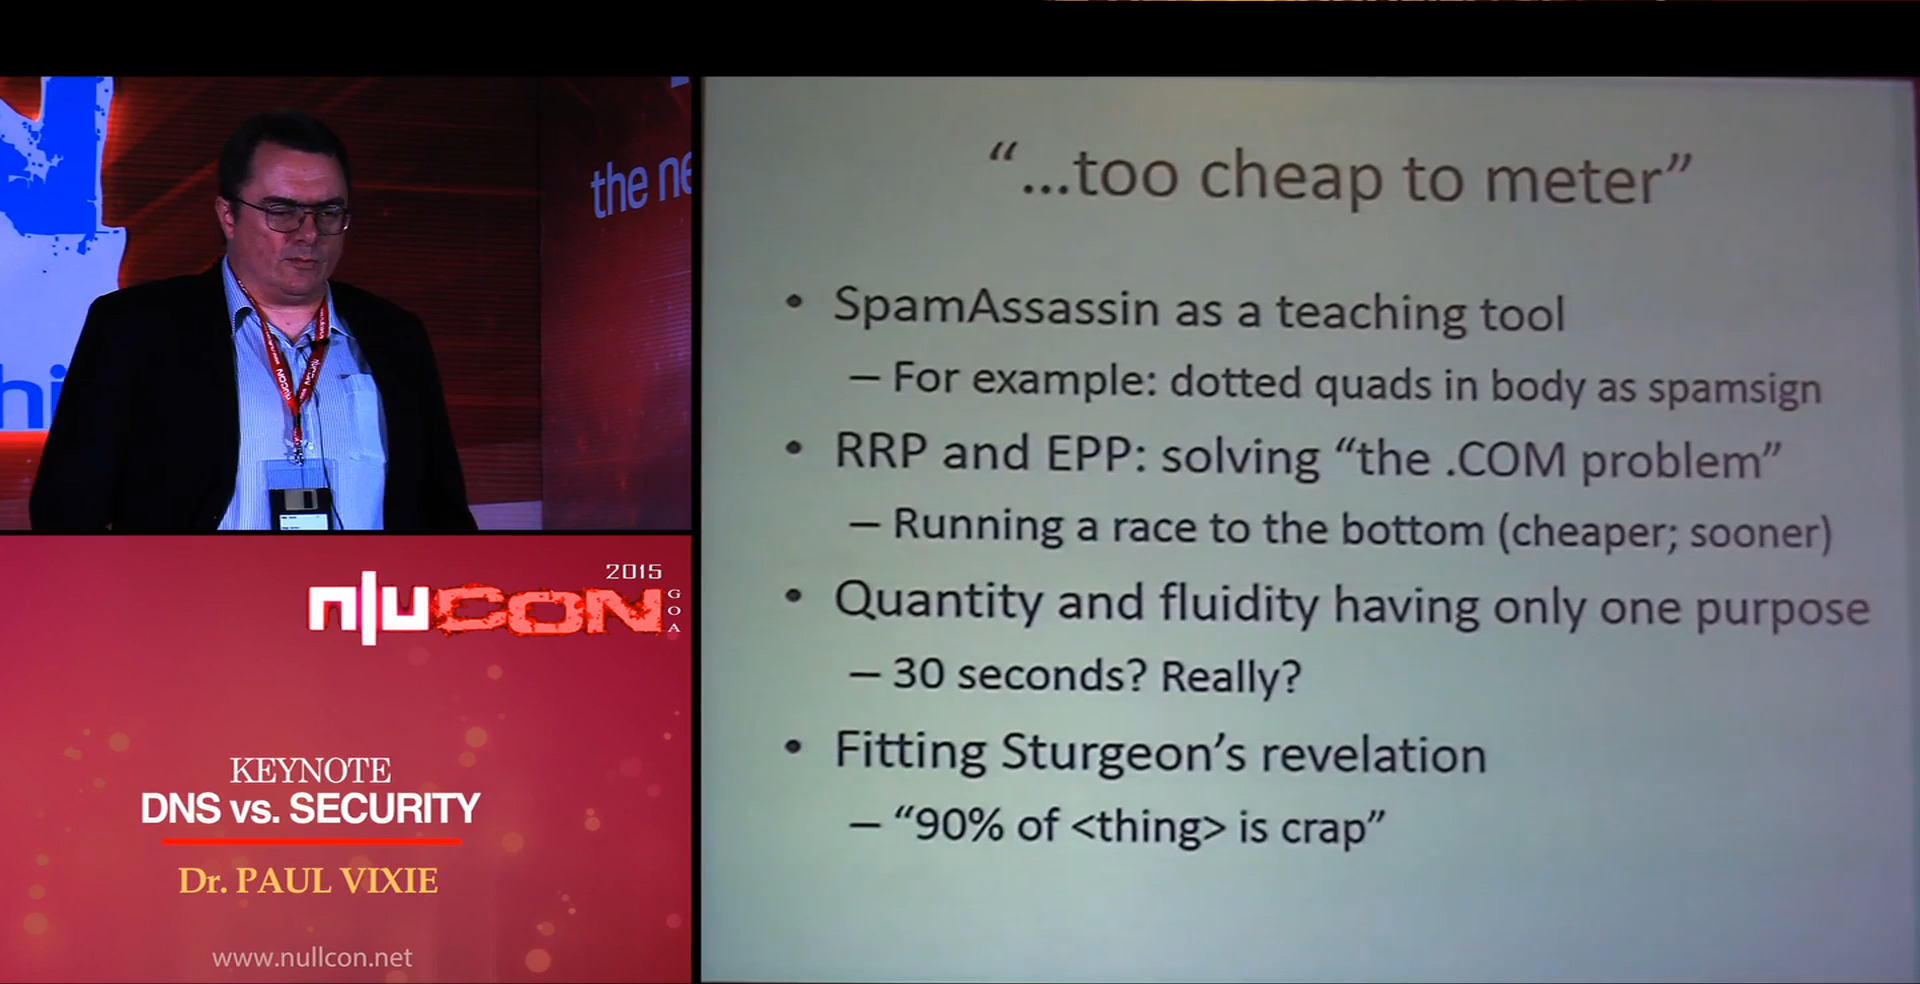 the ne
hi
2015
n|u CON
GOA
KEYNOTE
DNS vs. SECURITY
Dr. PAUL VIXIE
www.nullcon.net
“...too cheap to meter”
• SpamAssassin as a teaching tool
– For example: dotted quads in body as spamsign
• RRP and EPP: solving “the .COM problem”
– Running a race to the bottom (cheaper; sooner)
• Quantity and fluidity having only one purpose
– 30 seconds? Really?
• Fitting Sturgeon’s revelation
– “90% of <thing> is crap”